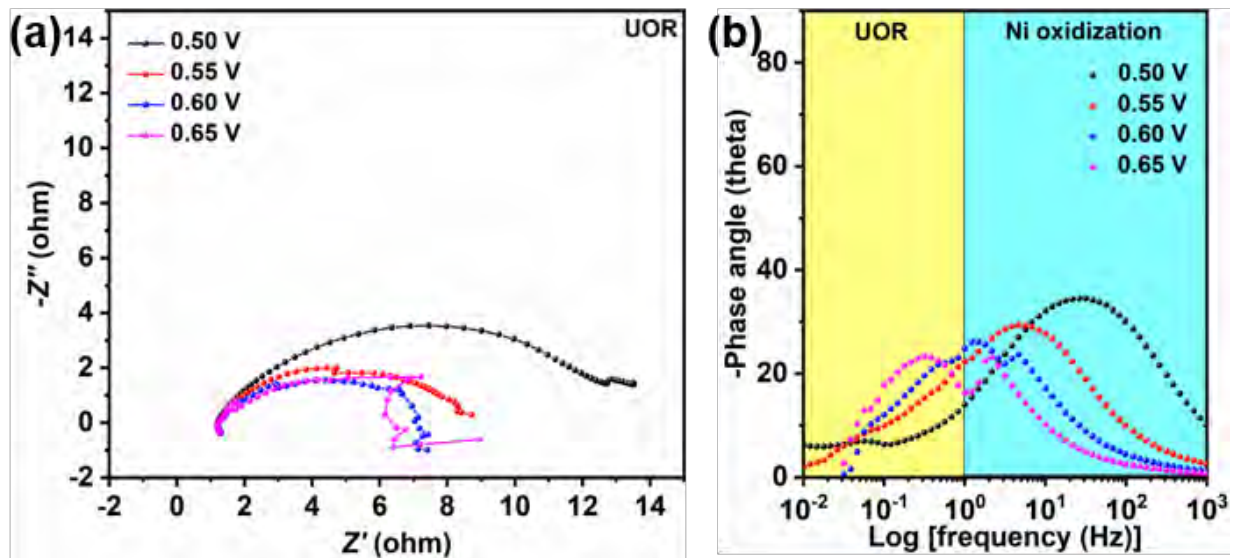 (a)
UOR
0.50 V
0.55 V
0.60 V
0.65 V
14
12
10
8
6
4
2
0
-2
-Z″ (ohm)
-2 0 2 4 6 8 10 12 14
Z′ (ohm)
(b)
UOR
Ni oxidization
0.50 V
0.55 V
0.60 V
0.65 V
80
60
40
20
0
-Phase angle (theta)
10⁻² 10⁻¹ 10⁰ 10¹ 10² 10³
Log [frequency (Hz)]